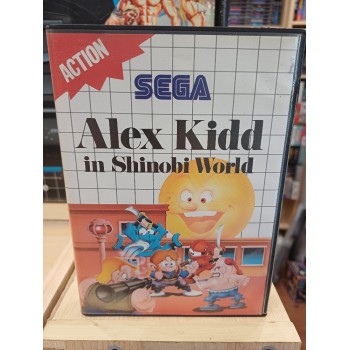 ACTION
SEGA
Alex Kidd
in Shinobi World